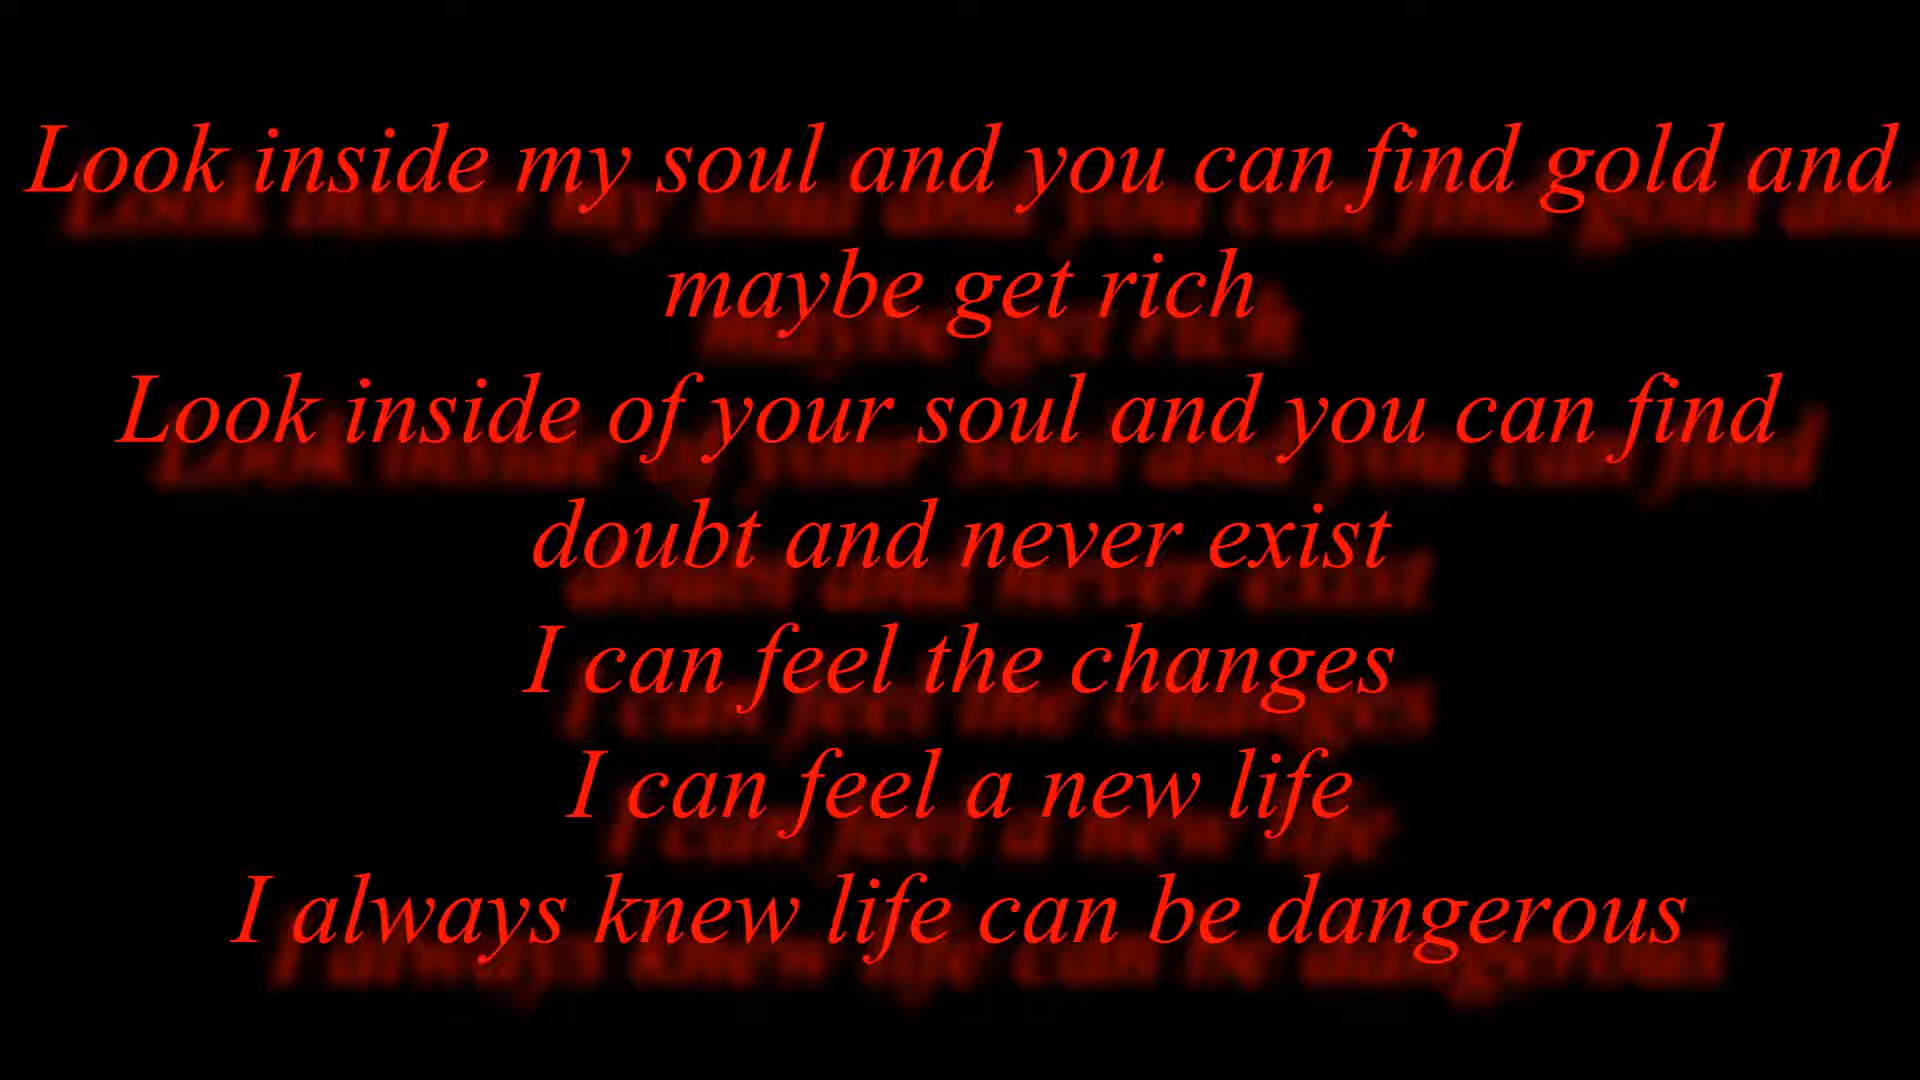 Look inside my soul and you can find gold and
maybe get rich
Look inside of your soul and you can find
doubt and never exist
I can feel the changes
I can feel a new life
I always knew life can be dangerous